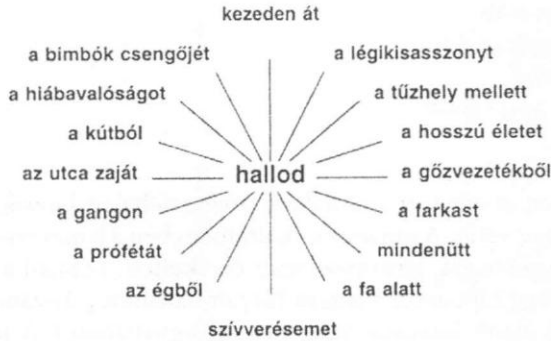 kezeden át
a bimbók csengőjét a légikisasszonyt
a hiábavalóságot a tűzhely mellett
a kútból a hosszú életet
az utca zaját hallod a gőzvezetékből
a gangon a farkast
a prófétát mindenütt
az égből a fa alatt
szívverésemet